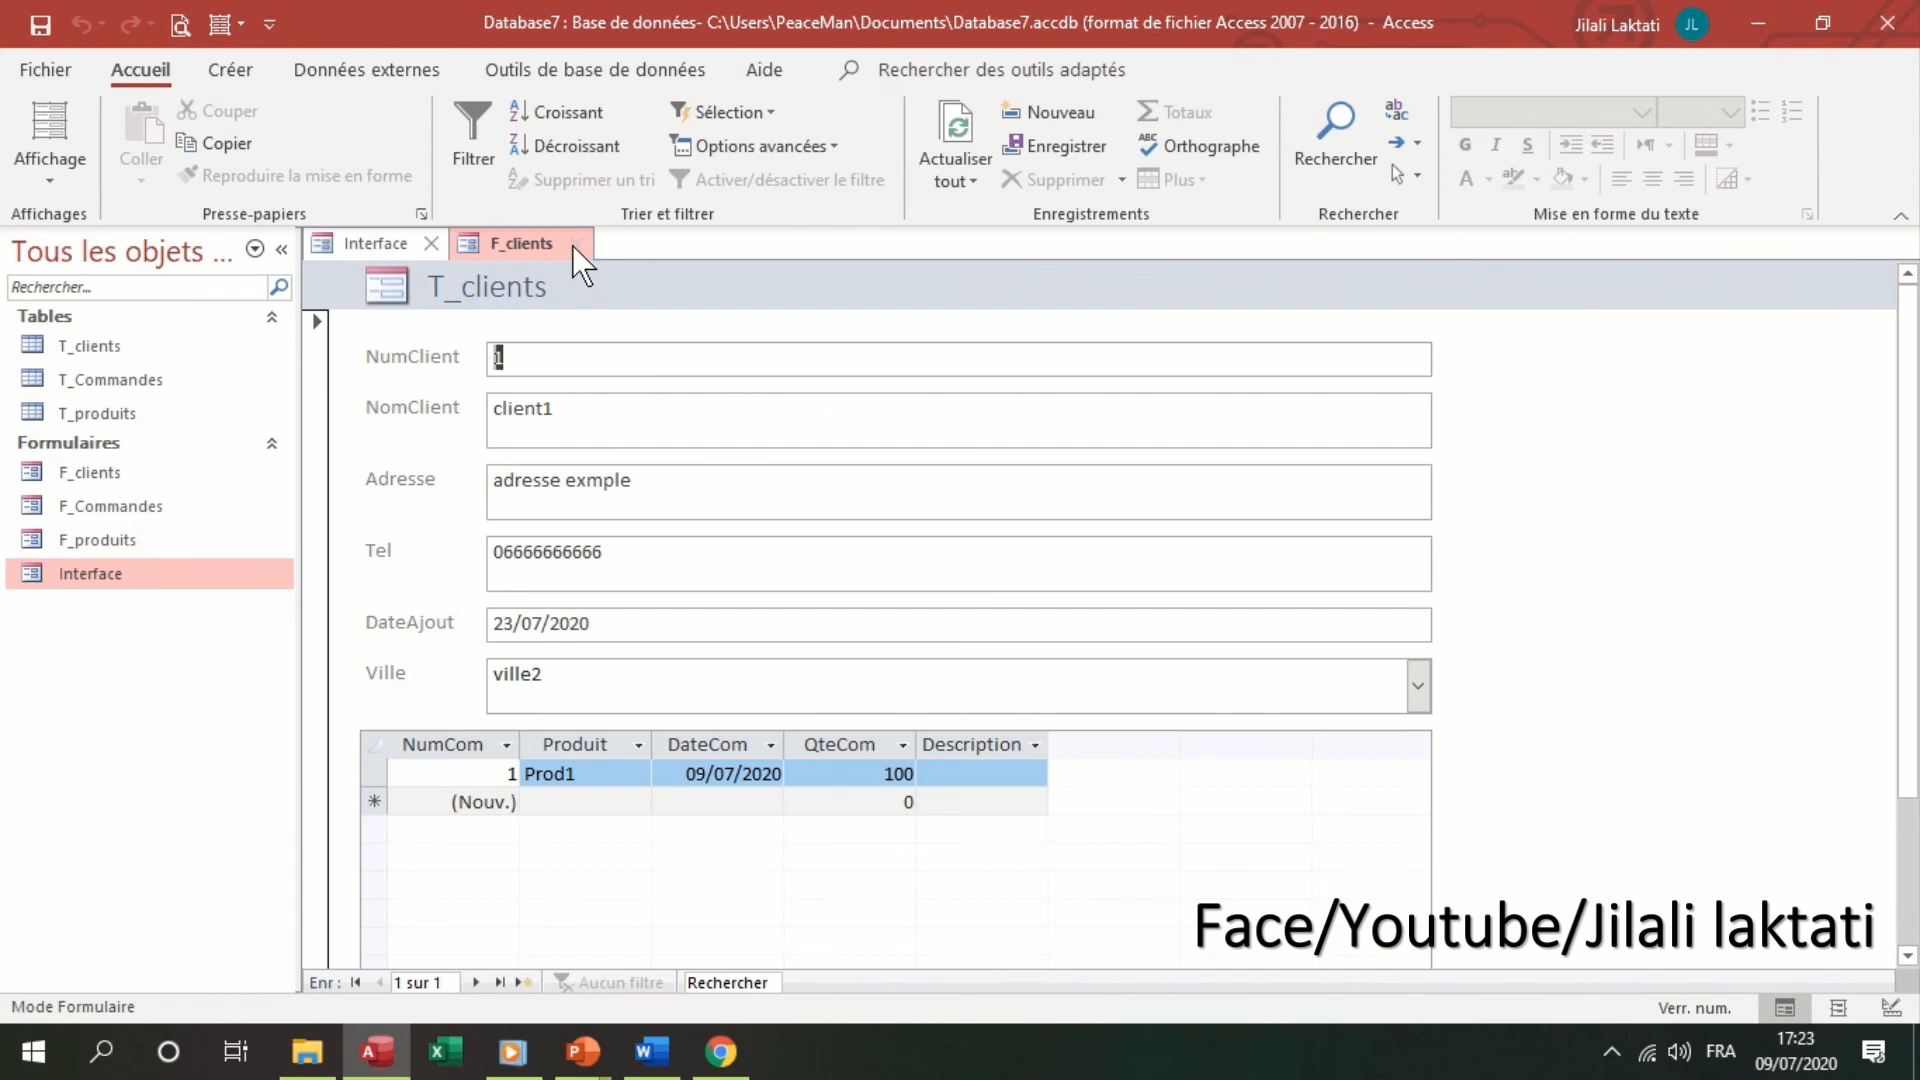 Database7 : Base de données- C:\Users\PeaceMan\Documents\Database7.accdb (format de fichier Access 2007 - 2016) - Access
Jilali Laktati
JL
Fichier
Accueil
Créer
Données externes
Outils de base de données
Aide
Rechercher des outils adaptés
Affichage
Coller
Couper
Copier
Reproduire la mise en forme
Filtrer
Croissant
Décroissant
Supprimer un tri
Sélection
Options avancées
Activer/désactiver le filtre
Actualiser
tout
Nouveau
Enregistrer
Supprimer
Totaux
Orthographe
Plus
Rechercher
G I S
A
Affichages
Presse-papiers
Trier et filtrer
Enregistrements
Rechercher
Mise en forme du texte
Tous les objets ...
Rechercher...
Tables
T_clients
T_Commandes
T_produits
Formulaires
F_clients
F_Commandes
F_produits
Interface
Interface
F_clients
T_clients
NumClient
1
NomClient
client1
Adresse
adresse exmple
Tel
06666666666
DateAjout
23/07/2020
Ville
ville2
NumCom Produit DateCom QteCom Description
1 Prod1 09/07/2020 100
(Nouv.) 0
Face/Youtube/Jilali laktati
Enr : 1 sur 1 Aucun filtre Rechercher
Mode Formulaire
Verr. num.
FRA
17:23
09/07/2020